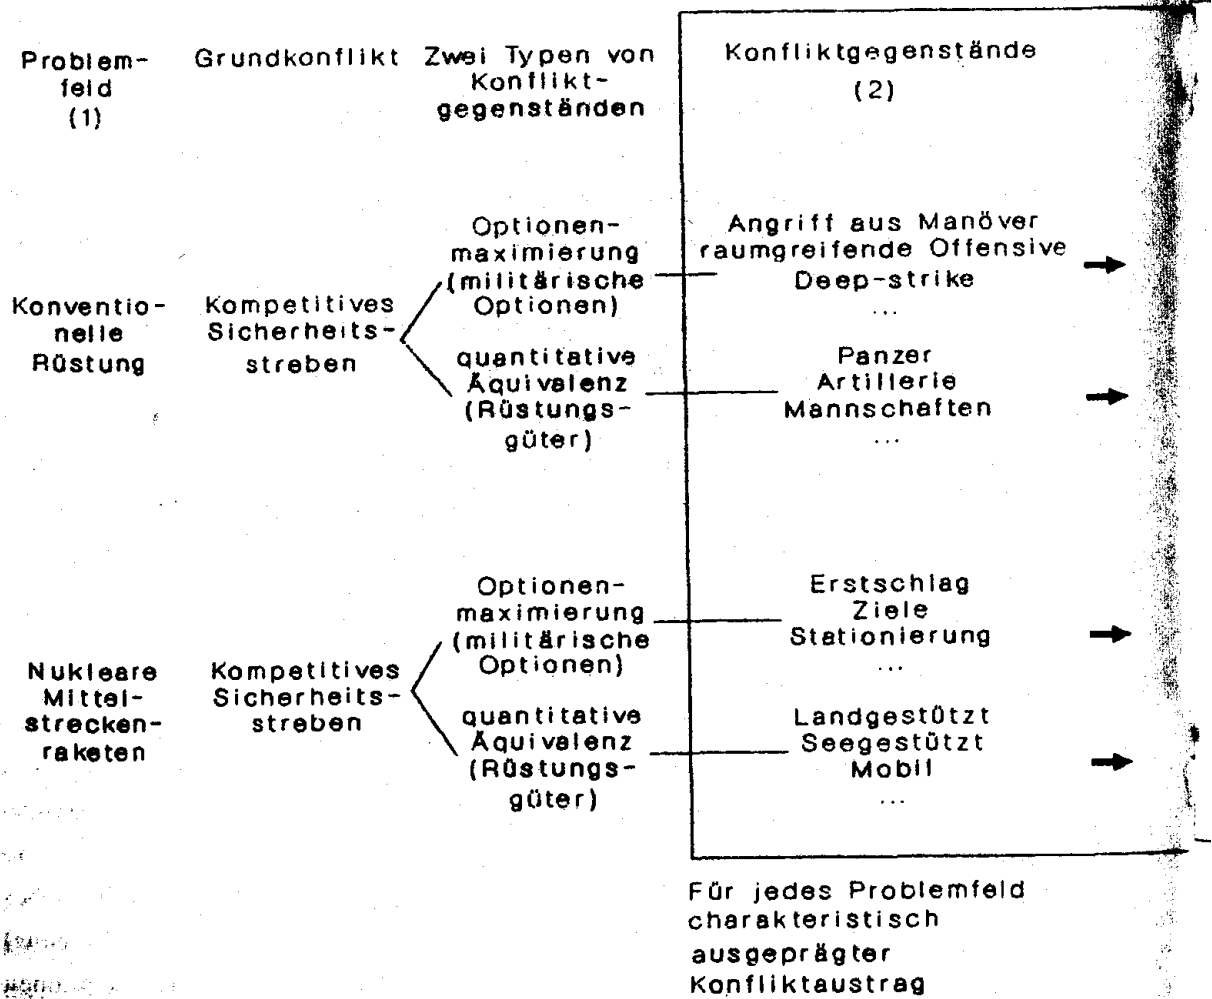 Problem-
feld
(1)
Grundkonflikt
Zwei Typen von
Konflikt-
gegenständen
Konfliktgegenstände
(2)
Konventio-
nelle
Rüstung
Kompetitives
Sicherheits-
streben
Optionen-
maximierung
(militärische
Optionen)
Angriff aus Manöver
raumgreifende Offensive
Deep-strike
...
quantitative
Äquivalenz
(Rüstungs-
güter)
Panzer
Artillerie
Mannschaften
...
Nukleare
Mittel-
strecken-
raketen
Kompetitives
Sicherheits-
streben
Optionen-
maximierung
(militärische
Optionen)
Erstschlag
Ziele
Stationierung
...
quantitative
Äquivalenz
(Rüstungs-
güter)
Landgestützt
Seegestützt
Mobil
...
Für jedes Problemfeld
charakteristisch
ausgeprägter
Konfliktaustrag